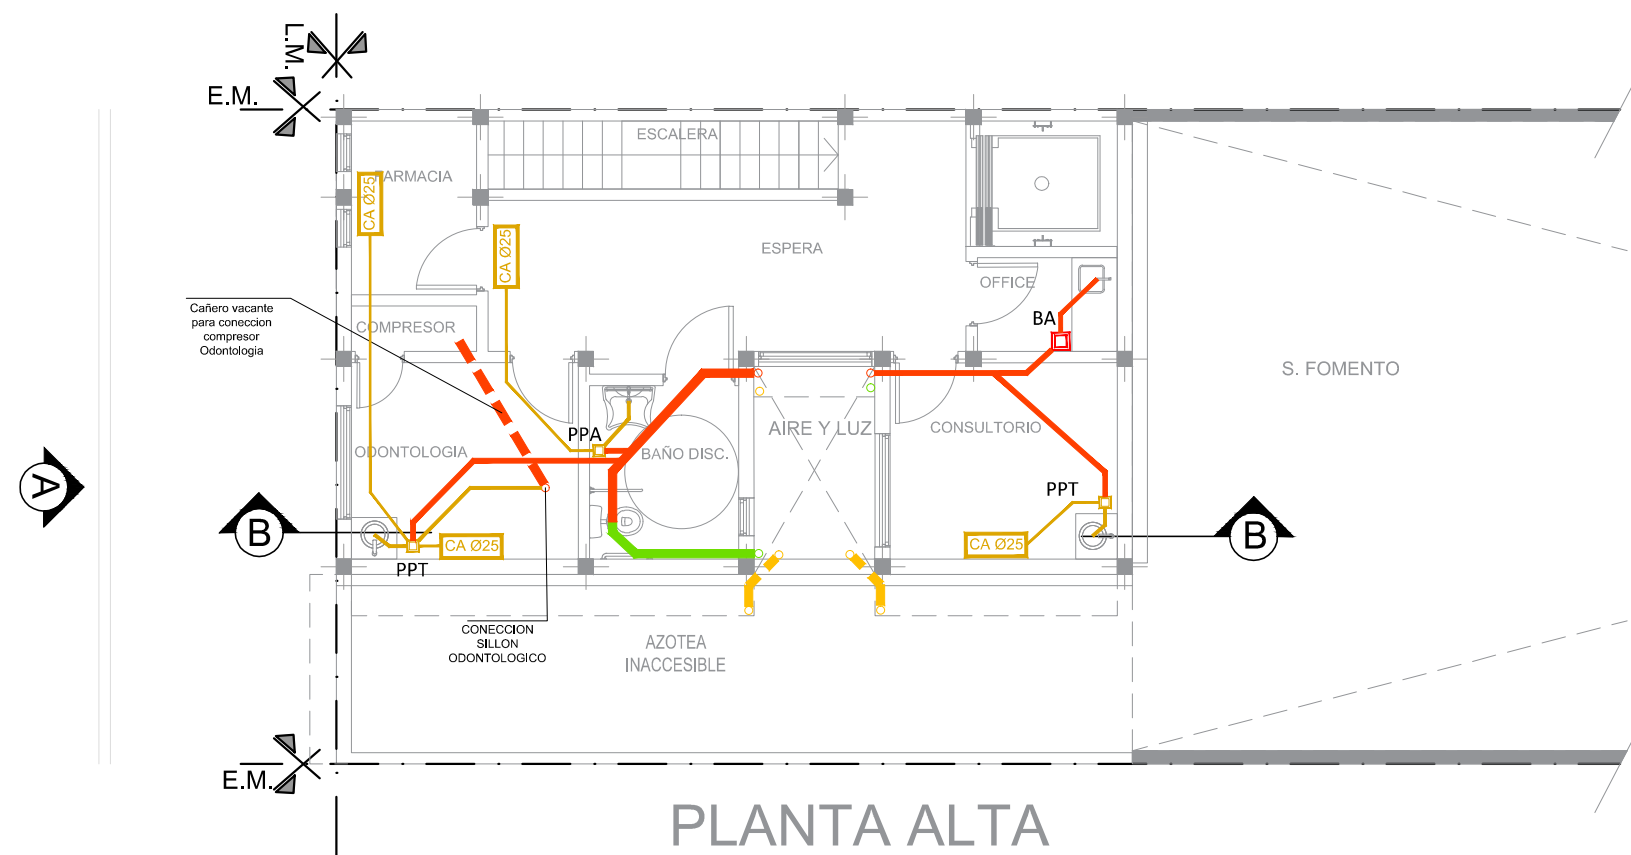 L.M.
E.M.
ESCALERA
FARMACIA
CA Ø25
CA Ø25
ESPERA
OFFICE
Cañero vacante
para coneccion
compresor
Odontologia
COMPRESOR
BA
S. FOMENTO
AIRE Y LUZ
CONSULTORIO
PPA
ODONTOLOGIA
BAÑO DISC.
A
PPT
B
B
CA Ø25
CA Ø25
PPT
CONECCION
SILLON
ODONTOLOGICO
AZOTEA
INACCESIBLE
E.M.
PLANTA ALTA